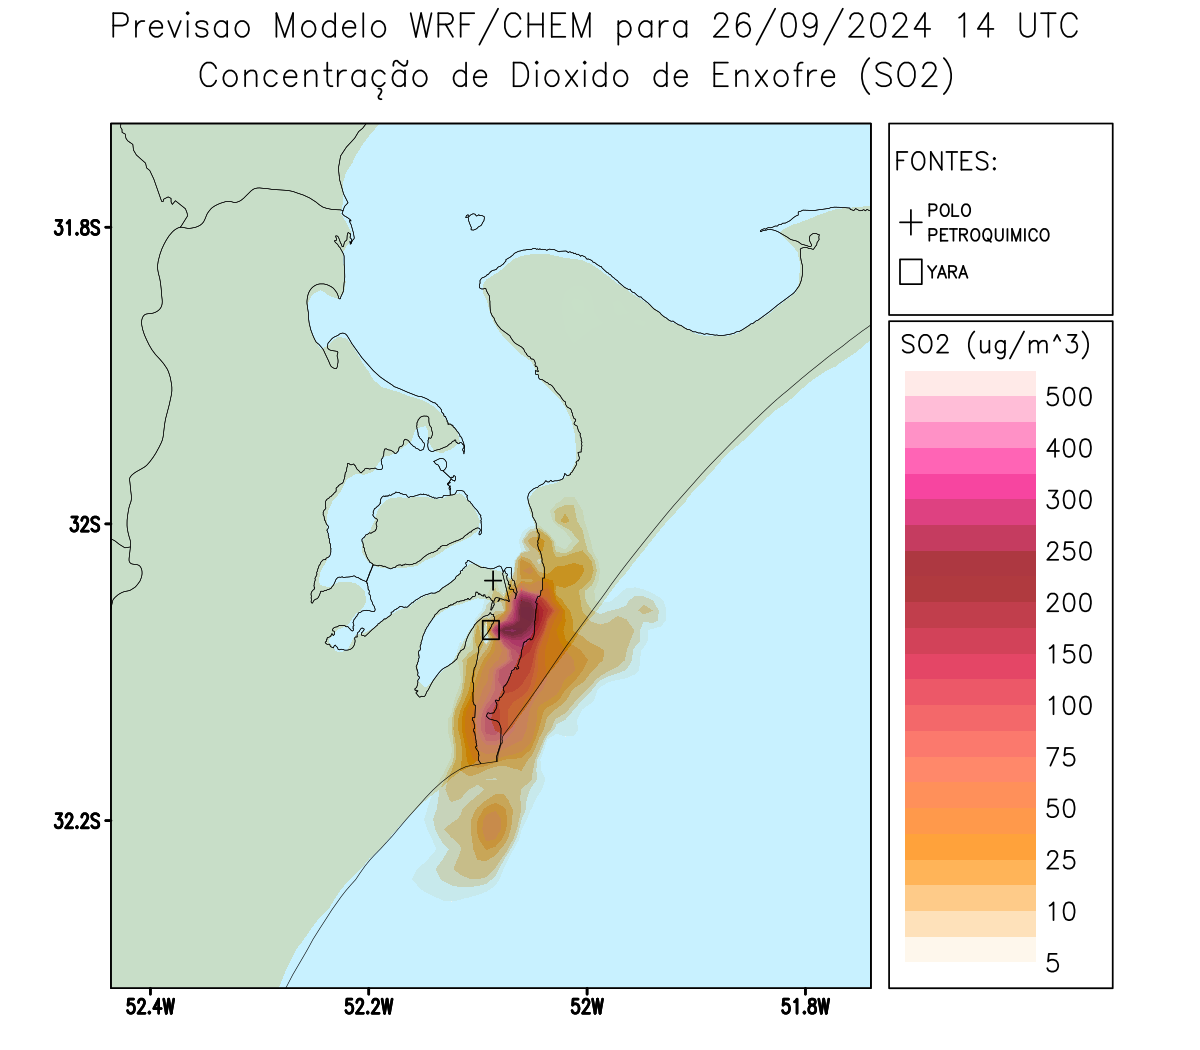 Previsao Modelo WRF/CHEM para 26/09/2024 14 UTC
Concentração de Dioxido de Enxofre (SO2)
FONTES:
POLO
PETROQUIMICO
YARA
31.8S
32S
32.2S
52.4W
52.2W
52W
51.8W
SO2 (ug/m^3)
500
400
300
250
200
150
100
75
50
25
10
5